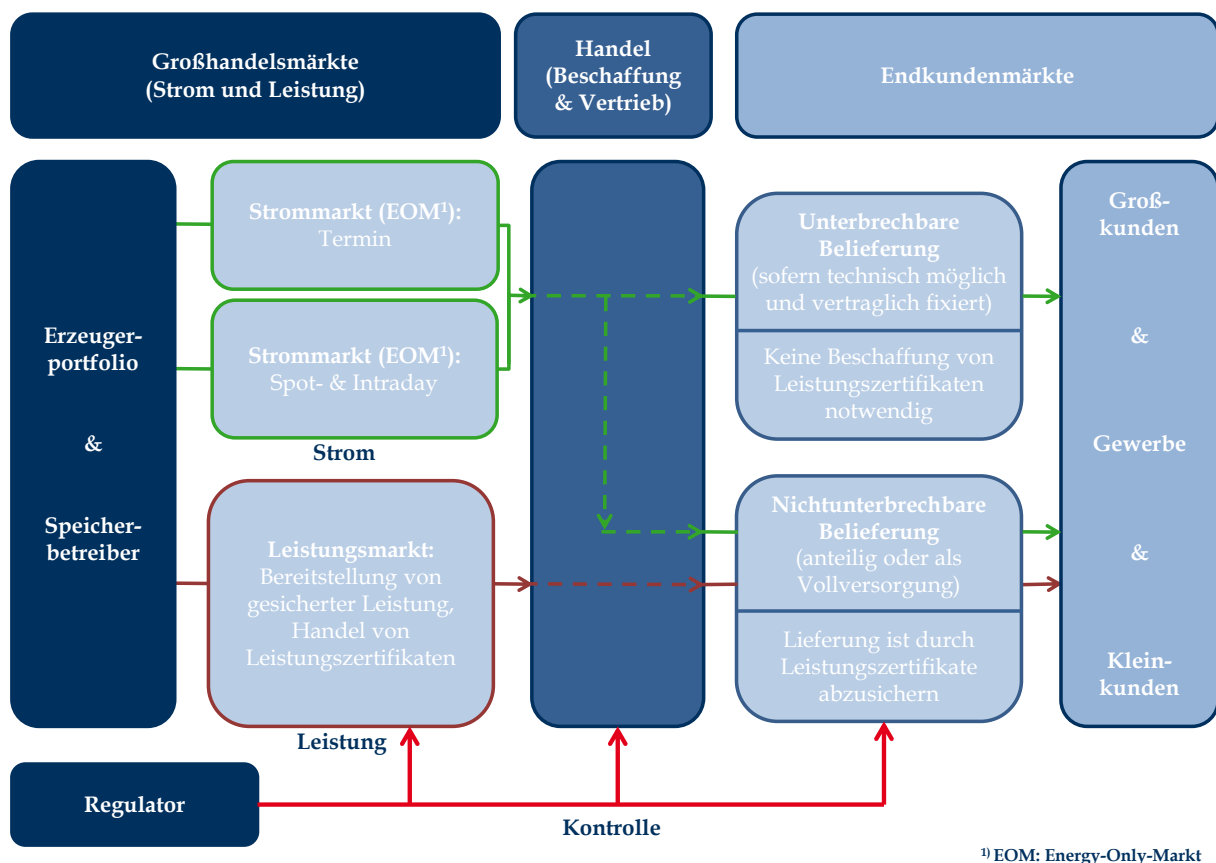 Großhandelsmärkte
(Strom und Leistung)
Handel
(Beschaffung
& Vertrieb)
Endkundenmärkte
Erzeuger-
portfolio
&
Speicher-
betreiber
Strommarkt (EOM¹):
Termin
Strommarkt (EOM¹):
Spot- & Intraday
Strom
Leistungsmarkt:
Bereitstellung von
gesicherter Leistung,
Handel von
Leistungszertifikaten
Leistung
Unterbrechbare
Belieferung
(sofern technisch möglich
und vertraglich fixiert)
Keine Beschaffung von
Leistungszertifikaten
notwendig
Nichtunterbrechbare
Belieferung
(anteilig oder als
Vollversorgung)
Lieferung ist durch
Leistungszertifikate
abzusichern
Groß-
kunden
&
Gewerbe
&
Klein-
kunden
Regulator
Kontrolle
¹⁾ EOM: Energy-Only-Markt